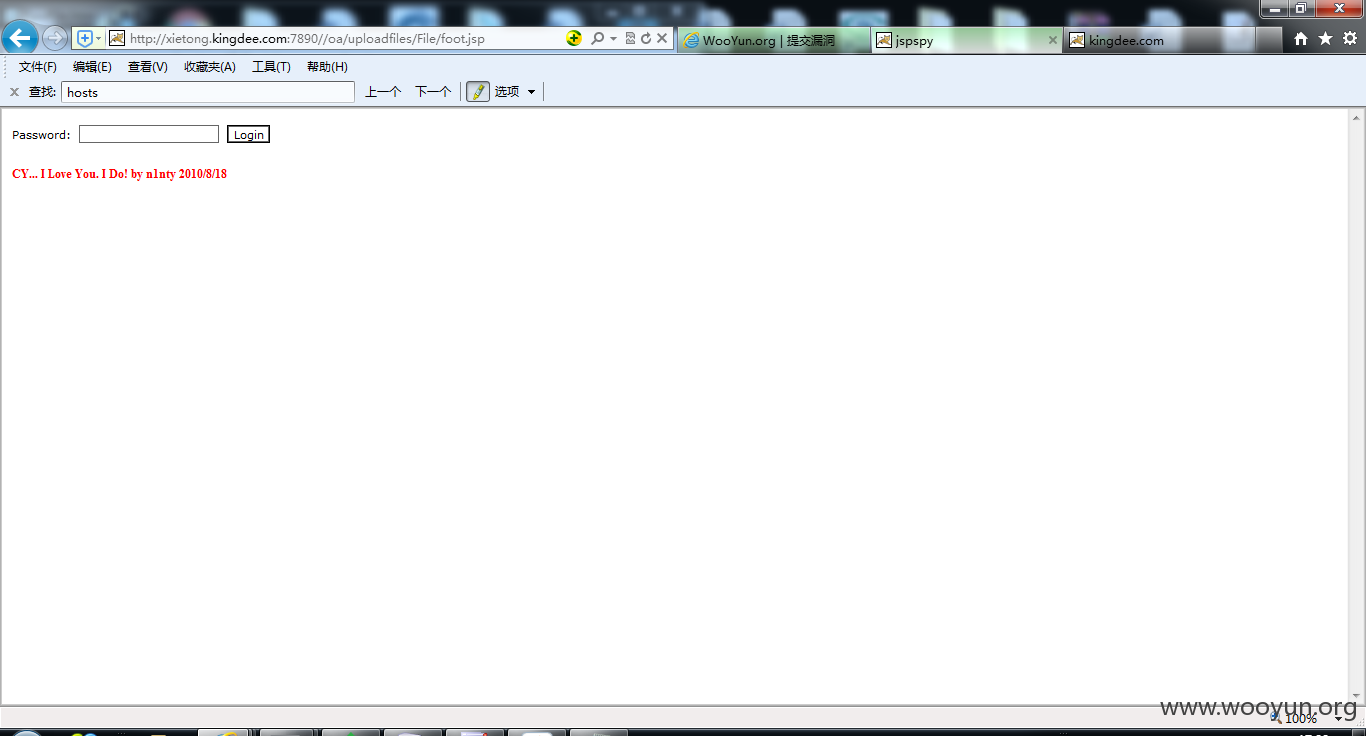 http://xietong.kingdee.com:7890//oa/uploadfiles/File/foot.jsp
WooYun.org | 提交漏洞
jspspy
kingdee.com
文件(F) 编辑(E) 查看(V) 收藏夹(A) 工具(T) 帮助(H)
查找: hosts 上一个 下一个 选项
Password: Login
CY... I Love You. I Do! by n1nty 2010/8/18
www.wooyun.org
100%